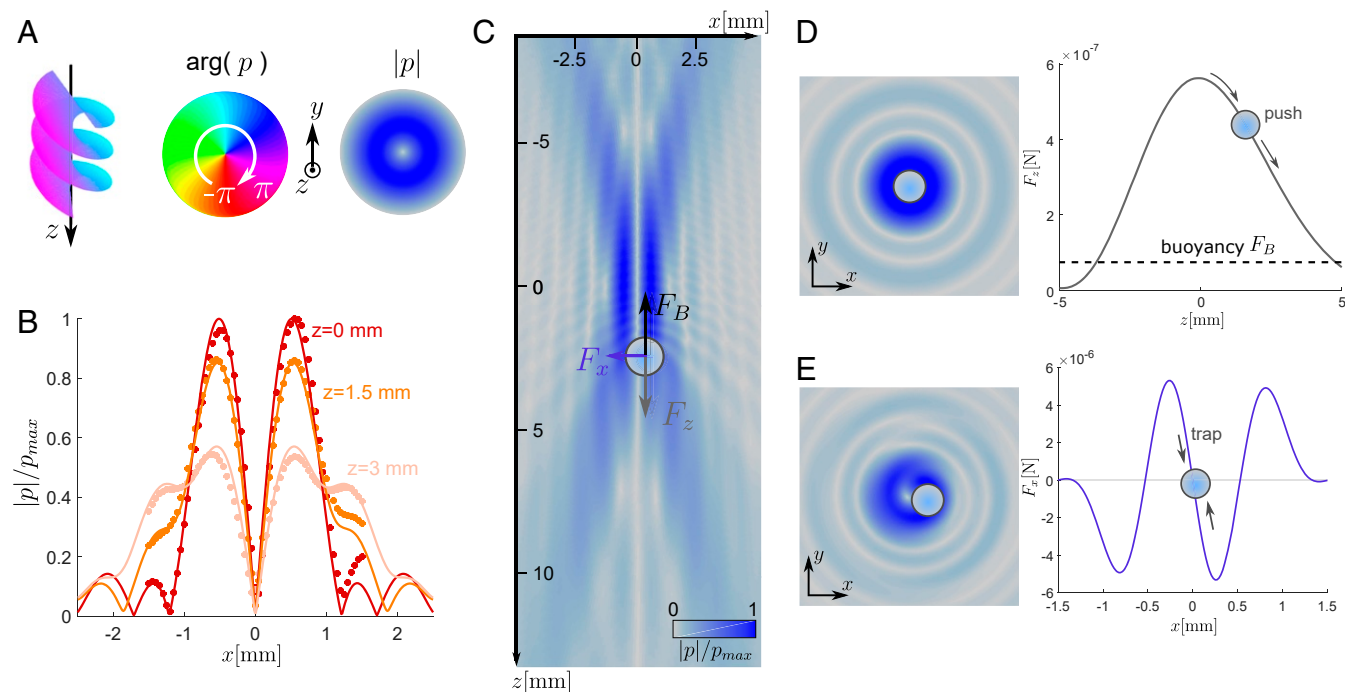 A
arg( p )
|p|
-π
π
y
z
z
B
|p|/p_max
1
0.8
0.6
0.4
0.2
0
z=0 mm
z=1.5 mm
z=3 mm
-2
-1
0
1
2
x[mm]
C
x[mm]
-2.5
0
2.5
-5
0
5
10
F_B
F_x
F_z
0
1
|p|/p_max
z[mm]
D
y
x
×10⁻⁷
6
4
2
0
F_z[N]
push
buoyancy F_B
-5
0
5
z[mm]
E
y
x
×10⁻⁶
6
4
2
0
-2
-4
-6
F_x[N]
trap
-1.5
-1
-0.5
0
0.5
1
1.5
x[mm]